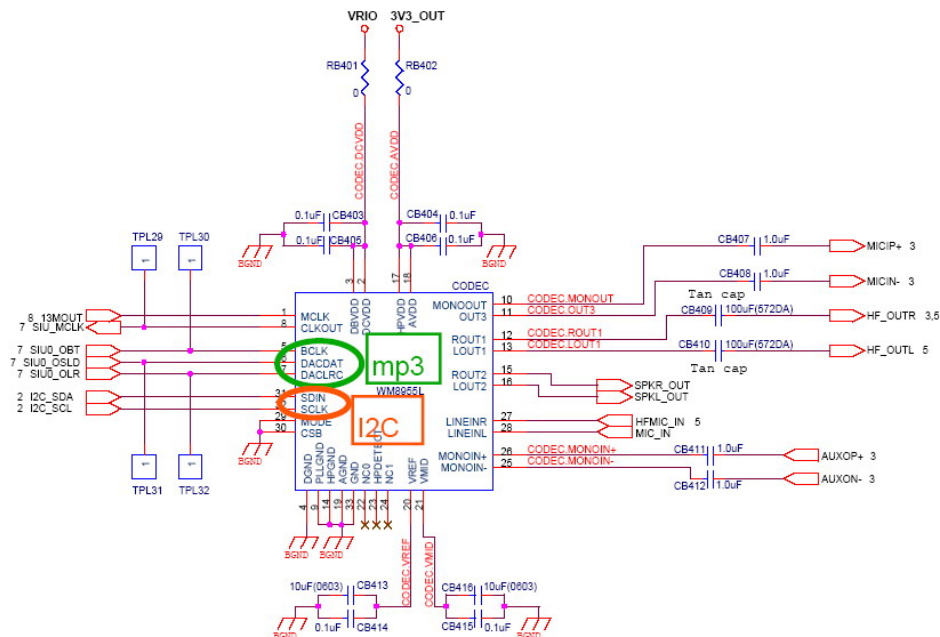 VRIO 3V3_OUT
RB401 RB402
0 0
CODEC.DCVDD CODEC.AVDD
0.1uF CB403 CB404 0.1uF
0.1uF CB405 CB406 0.1uF
BGND BGND
TPL29 TPL30
1 1
3 2 17 18
CODEC
DBVDD DCVDD HPVDD AVDD
CB407 1.0uF MICIP+ 3
CB408 1.0uF MICIN- 3
Tan cap
8_13MOUT 1 MCLK
7 SIU_MCLK 8 CLKOUT
MONOOUT 10 CODEC.MONOUT
OUT3 11 CODEC.OUT3
CB409 100uF(572DA) HF_OUTR 3,5
ROUT1 12 CODEC.ROUT1
LOUT1 13 CODEC.LOUT1
CB410 100uF(572DA) HF_OUTL 5
Tan cap
7 SIU0_OBT 5 BCLK
7 SIU0_OSLD DACDAT
7 SIU0_OLR 7 DACLRC
mp3
ROUT2 15 SPKR_OUT
LOUT2 16 SPKL_OUT
WM8955L
2 I2C_SDA 31 SDIN
2 I2C_SCL SCLK
29 MODE
30 CSB
I2C
LINEINR 27 HFMIC_IN 5
LINEINL 28 MIC_IN
MONOIN+ 26 CODEC.MONOIN+ CB411 1.0uF AUXOP+ 3
MONOIN- 25 CODEC.MONOIN- CB412 1.0uF AUXON- 3
BGND
1 1
TPL31 TPL32
DGND PLLGND HPGND AGND GND NC0 HPDETECT NC1 VREF VMID
4 9 14 19 33 22 23 24 20 21
BGND BGND
CODEC.VREF CODEC.VMID
10uF(0603) CB413 CB416 10uF(0603)
0.1uF CB414 CB415 0.1uF
BGND BGND